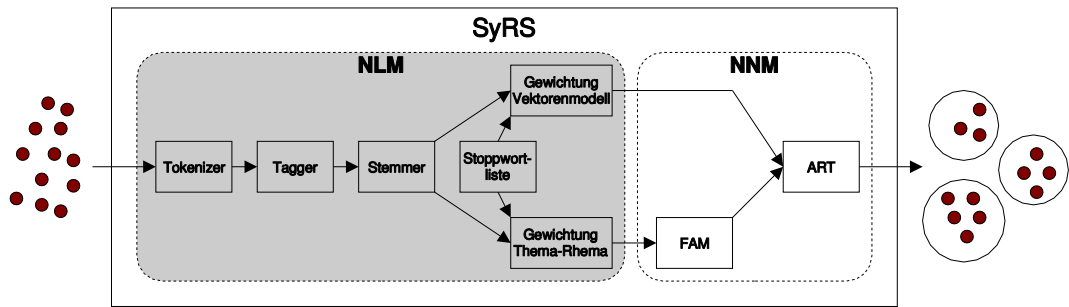 SyRS
NLM
NNM
Gewichtung
Vektorenmodell
Tokenizer
Tagger
Stemmer
Stoppwort-
liste
ART
Gewichtung
Thema-Rhema
FAM